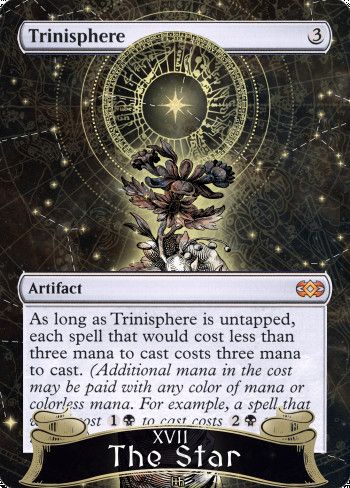 Trinisphere 3
Artifact
As long as Trinisphere is untapped,
each spell that would cost less than
three mana to cast costs three mana
to cast. (Additional mana in the cost
may be paid with any color of mana or
colorless mana. For example, a spell that
cost 1 to cast costs 2
XVII
The Star